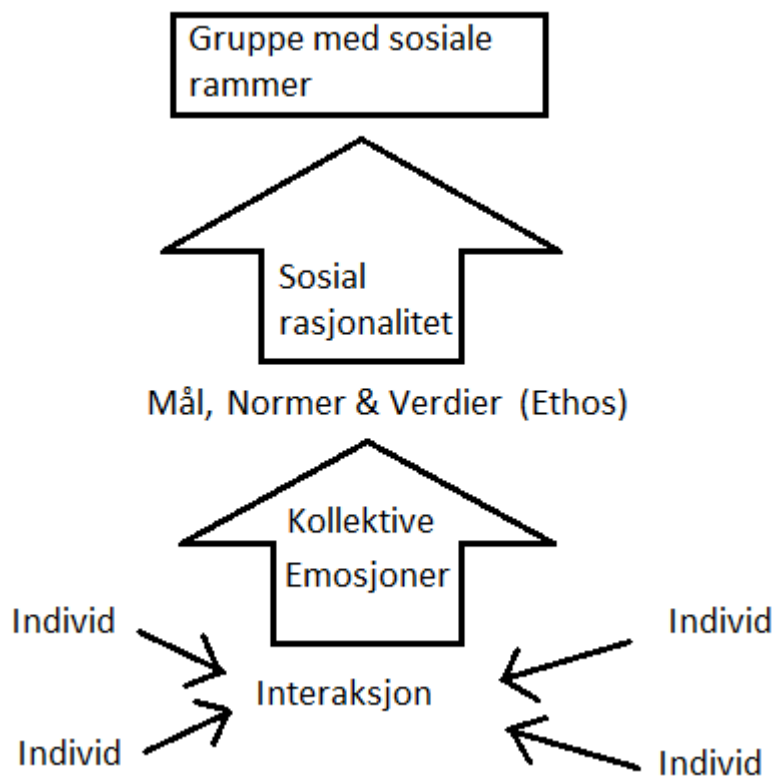 Gruppe med sosiale
rammer
Sosial
rasjonalitet
Mål, Normer & Verdier (Ethos)
Kollektive
Emosjoner
Individ
Individ
Interaksjon
Individ
Individ